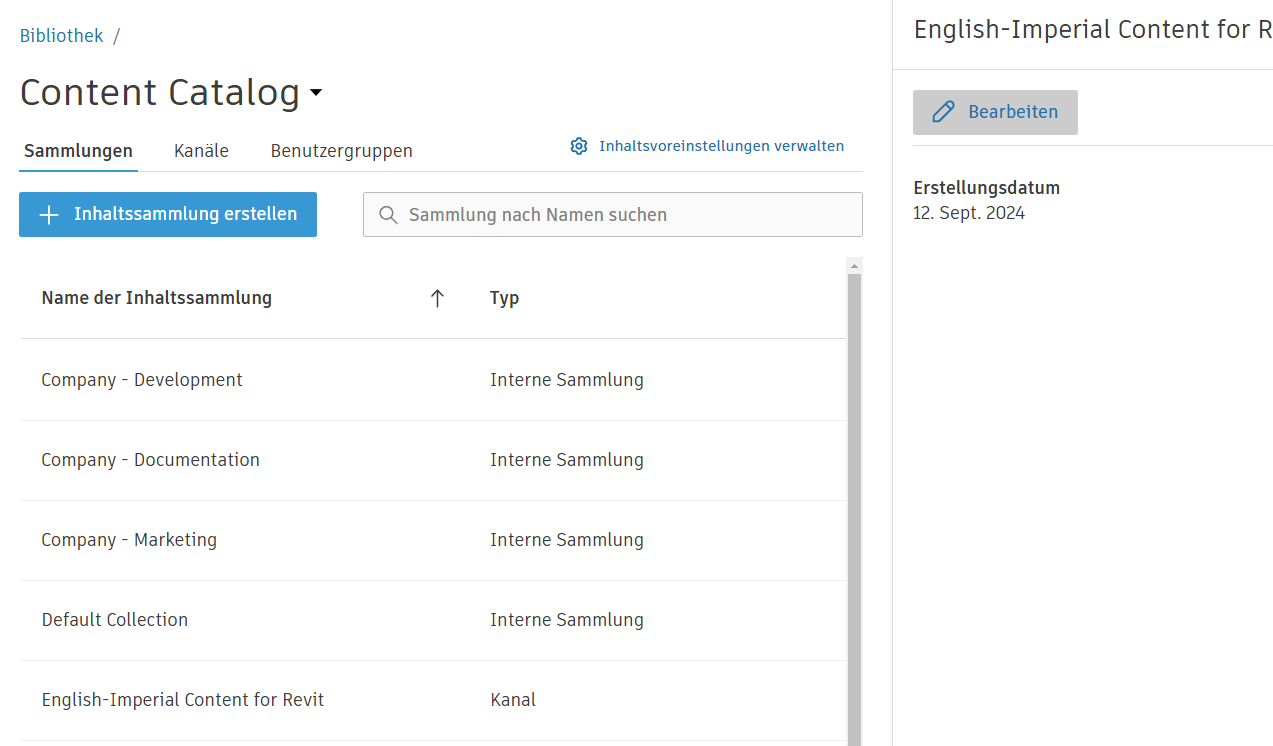 Bibliothek /
Content Catalog
Sammlungen Kanäle Benutzergruppen
Inhaltsvoreinstellungen verwalten
Inhaltssammlung erstellen
Sammlung nach Namen suchen
Name der Inhaltssammlung Typ
Company - Development Interne Sammlung
Company - Documentation Interne Sammlung
Company - Marketing Interne Sammlung
Default Collection Interne Sammlung
English-Imperial Content for Revit Kanal
English-Imperial Content for R
Bearbeiten
Erstellungsdatum
12. Sept. 2024